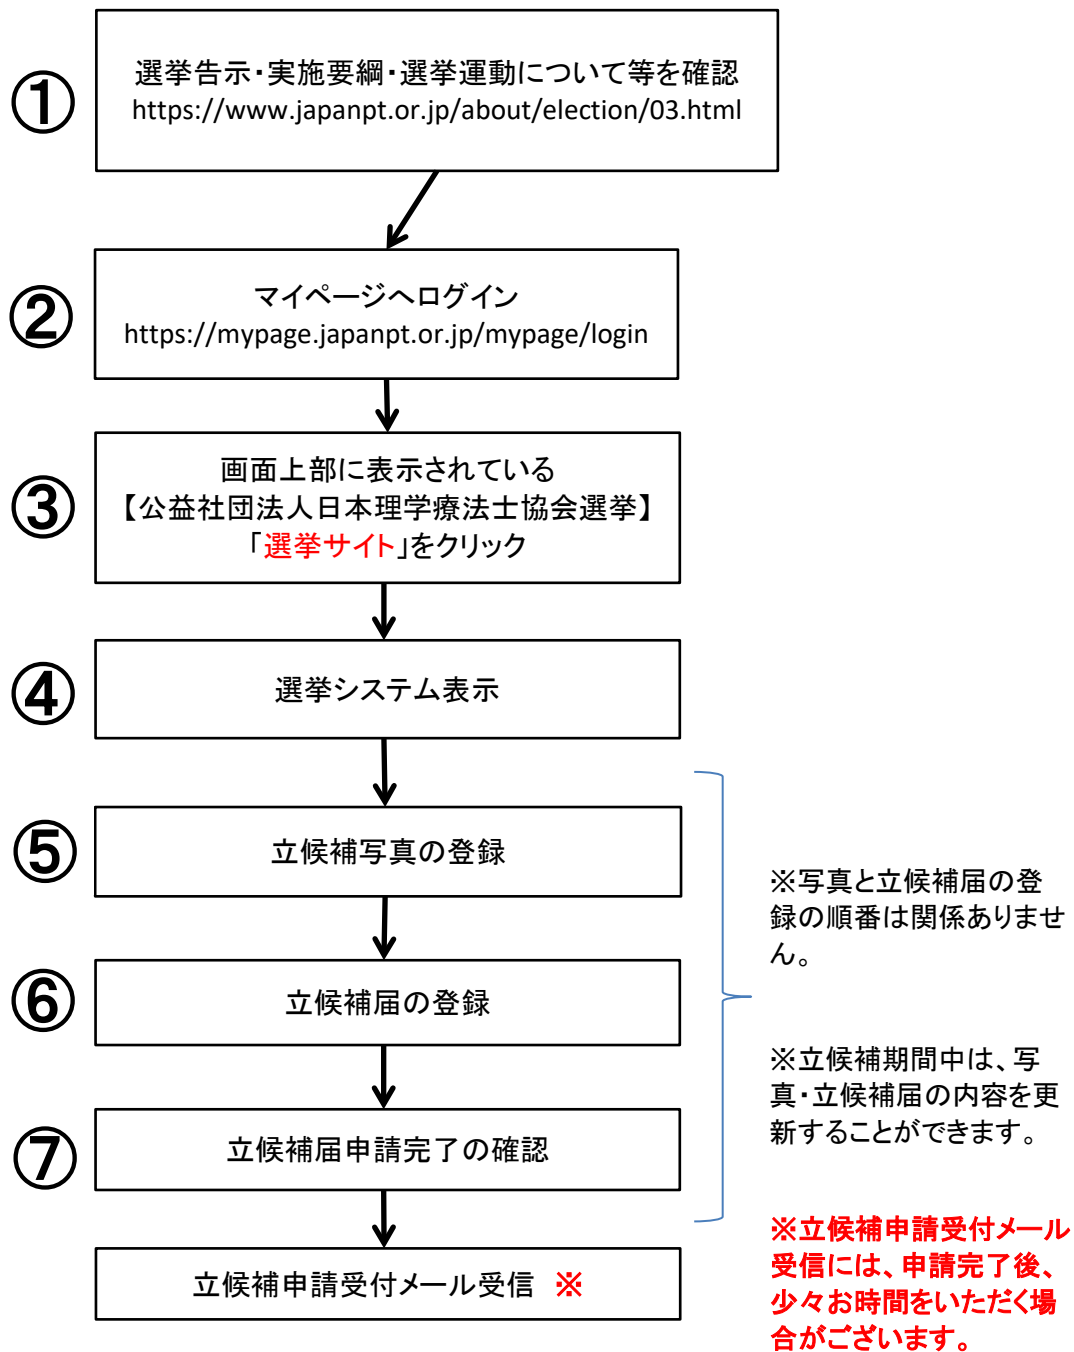 ①
選挙告示・実施要綱・選挙運動について等を確認
https://www.japanpt.or.jp/about/election/03.html
②
マイページへログイン
https://mypage.japanpt.or.jp/mypage/login
③
画面上部に表示されている
【公益社団法人日本理学療法士協会選挙】
「選挙サイト」をクリック
④
選挙システム表示
⑤
立候補写真の登録
⑥
立候補届の登録
⑦
立候補届申請完了の確認
立候補申請受付メール受信 ※
※写真と立候補届の登
録の順番は関係ありませ
ん。
※立候補期間中は、写
真・立候補届の内容を更
新することができます。
※立候補申請受付メール
受信には、申請完了後、
少々お時間をいただく場
合がございます。